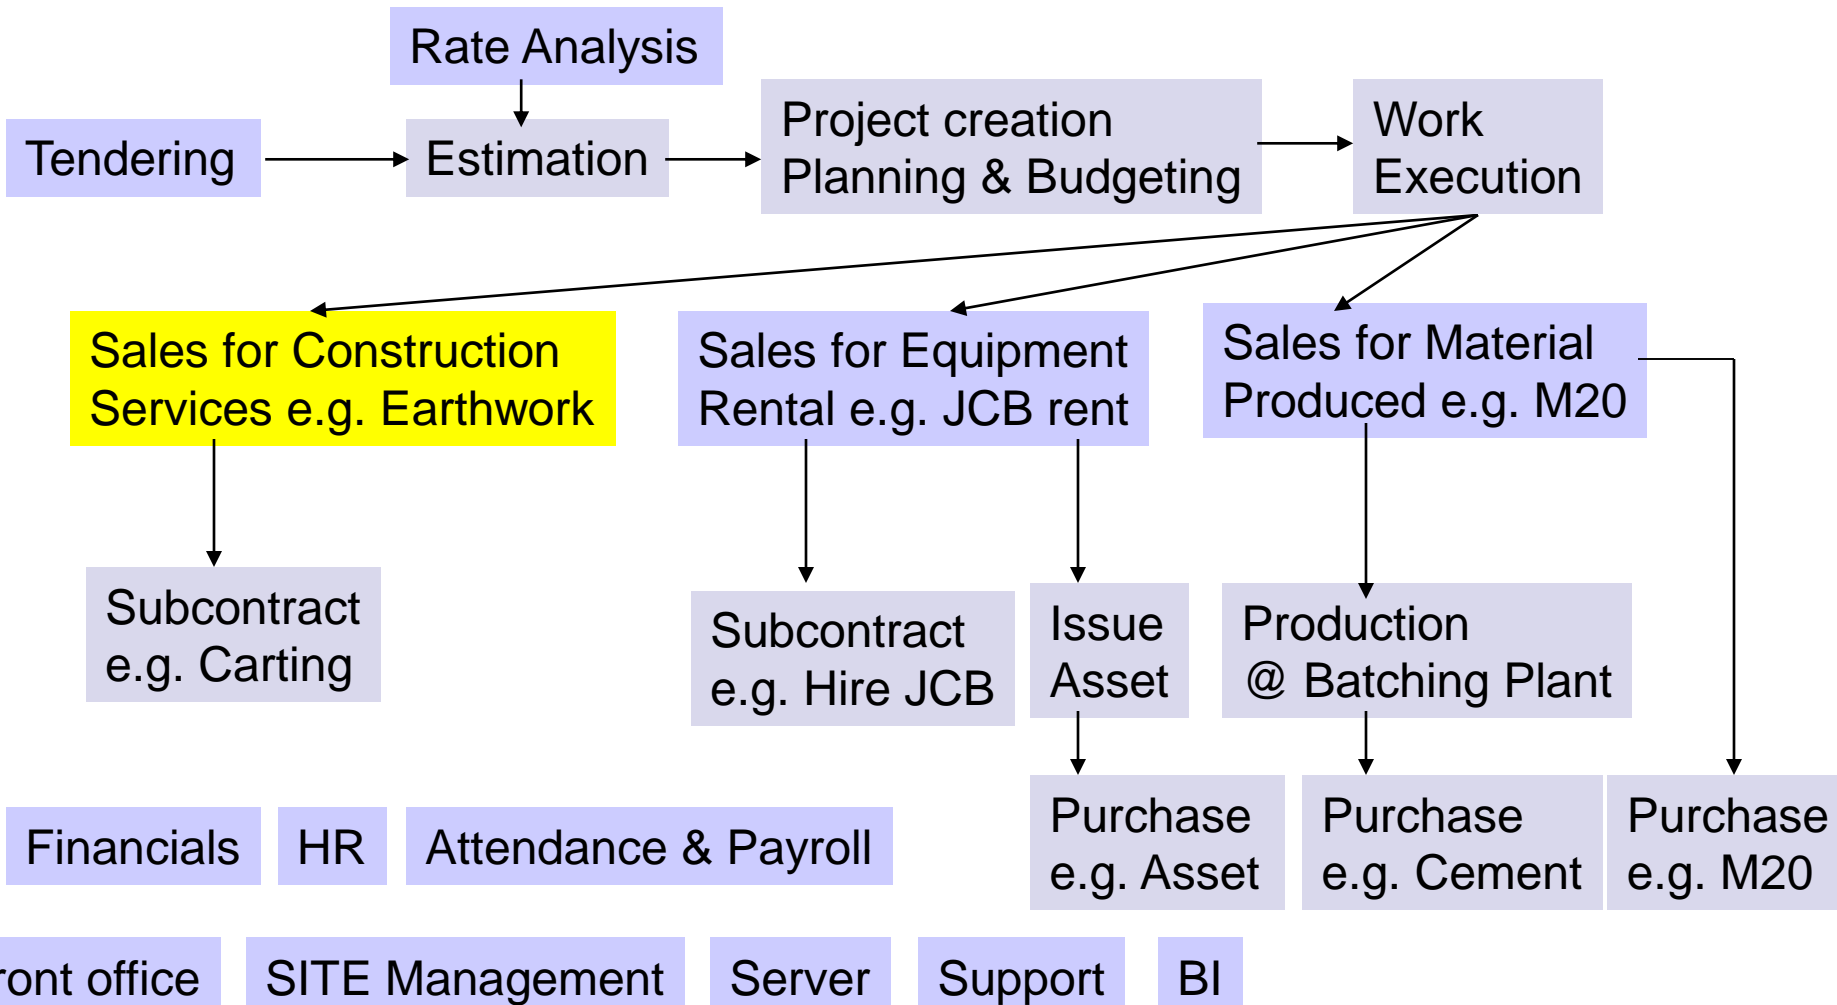 Rate Analysis
Tendering
Estimation
Project creation
Planning & Budgeting
Work
Execution
Sales for Construction
Services e.g. Earthwork
Sales for Equipment
Rental e.g. JCB rent
Sales for Material
Produced e.g. M20
Subcontract
e.g. Carting
Subcontract
e.g. Hire JCB
Issue
Asset
Production
@ Batching Plant
Purchase
e.g. Asset
Purchase
e.g. Cement
Purchase
e.g. M20
Financials
HR
Attendance & Payroll
ront office
SITE Management
Server
Support
BI